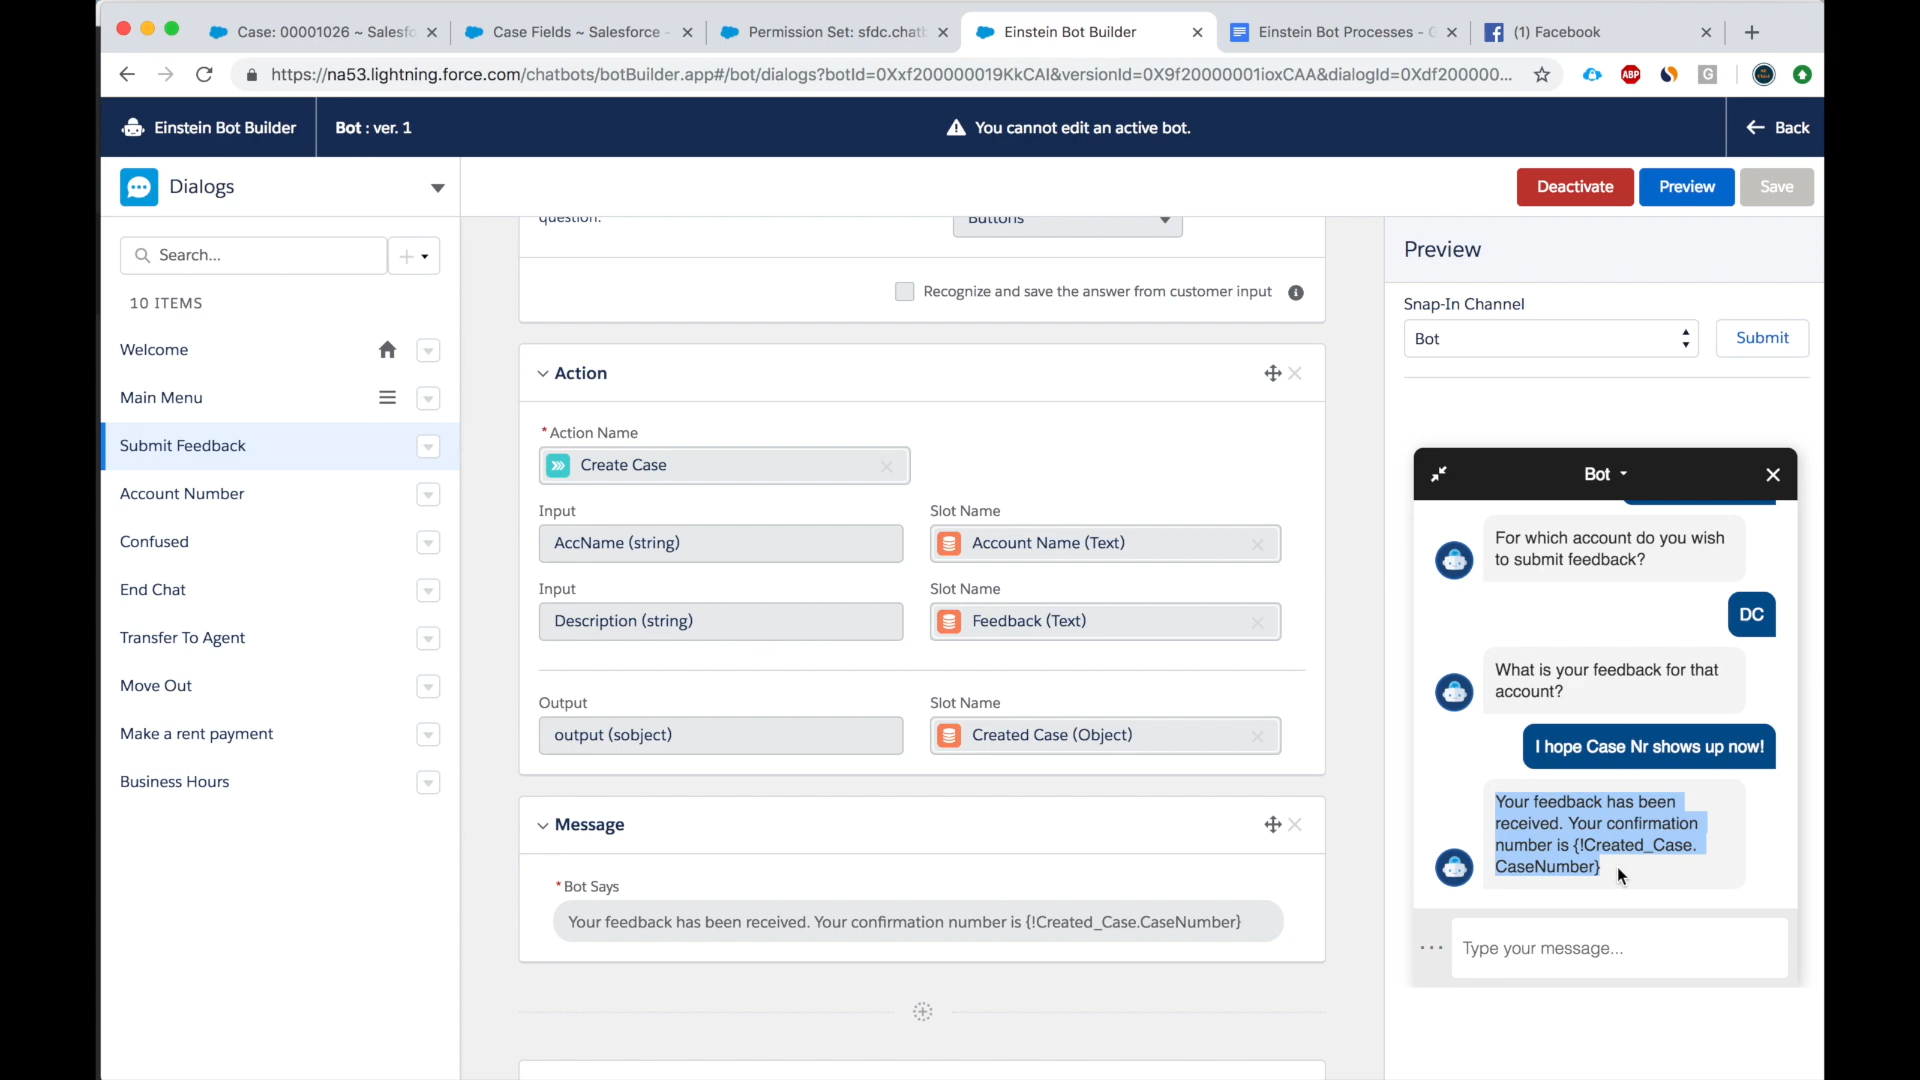 Case: 00001026 ~ Salesfo
Case Fields ~ Salesforce -
Permission Set: sfdc.chatb
Einstein Bot Builder
Einstein Bot Processes - G
(1) Facebook
https://na53.lightning.force.com/chatbots/botBuilder.app#/bot/dialogs?botId=0Xxf200000019KkCAI&versionId=0X9f20000001ioxCAA&dialogId=0Xdf200000...
ABP
G
Einstein Bot Builder
Bot : ver. 1
You cannot edit an active bot.
Back
Dialogs
Deactivate
Preview
Save
Search...
10 ITEMS
Welcome
Main Menu
Submit Feedback
Account Number
Confused
End Chat
Transfer To Agent
Move Out
Make a rent payment
Business Hours
question:
Buttons
Recognize and save the answer from customer input
Action
*Action Name
Create Case
Input
Slot Name
AccName (string)
Account Name (Text)
Input
Slot Name
Description (string)
Feedback (Text)
Output
Slot Name
output (sobject)
Created Case (Object)
Message
*Bot Says
Your feedback has been received. Your confirmation number is {!Created_Case.CaseNumber}
Preview
Snap-In Channel
Bot
Submit
Bot
For which account do you wish
to submit feedback?
DC
What is your feedback for that
account?
I hope Case Nr shows up now!
Your feedback has been
received. Your confirmation
number is {!Created_Case.
CaseNumber}
Type your message...